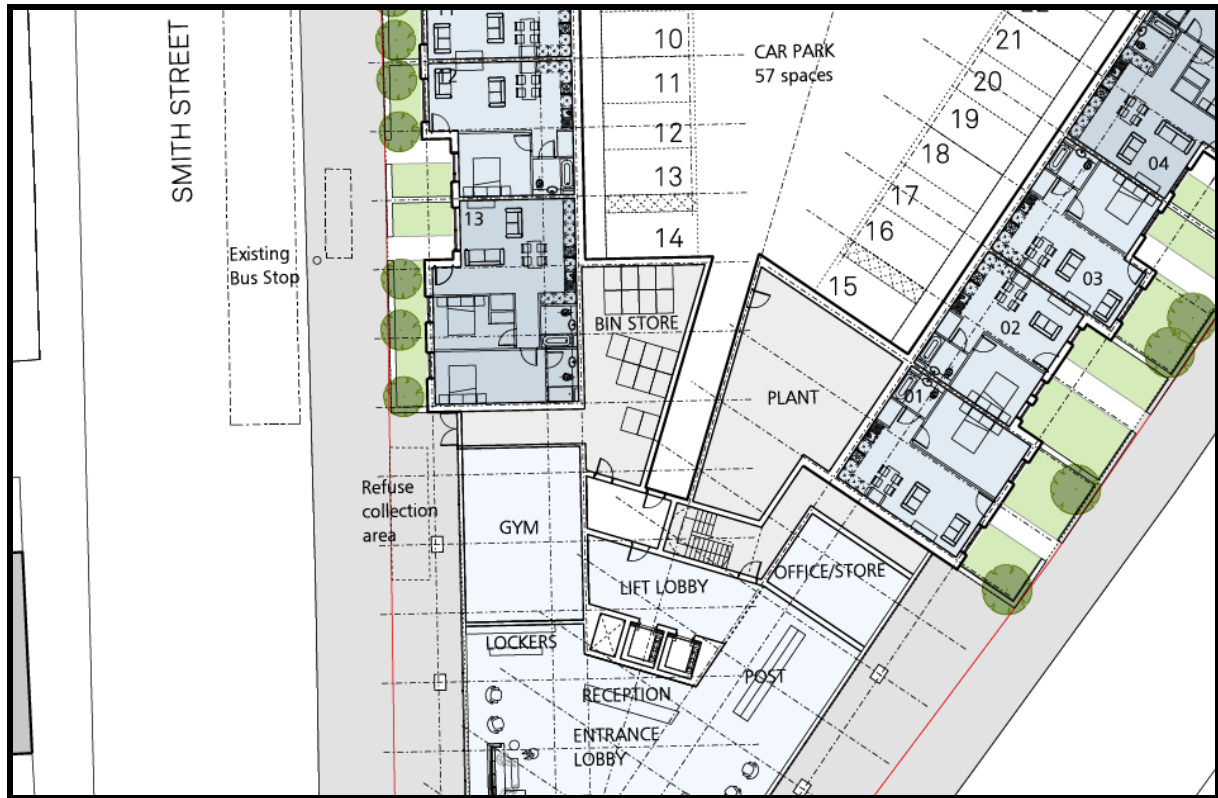 SMITH STREET
10
11
12
13
14
CAR PARK
57 spaces
21
20
19
18
17
16
15
04
03
02
01
13
Existing
Bus Stop
BIN STORE
PLANT
Refuse
collection
area
GYM
LIFT LOBBY
OFFICE/STORE
LOCKERS
RECEPTION
POST
ENTRANCE
LOBBY